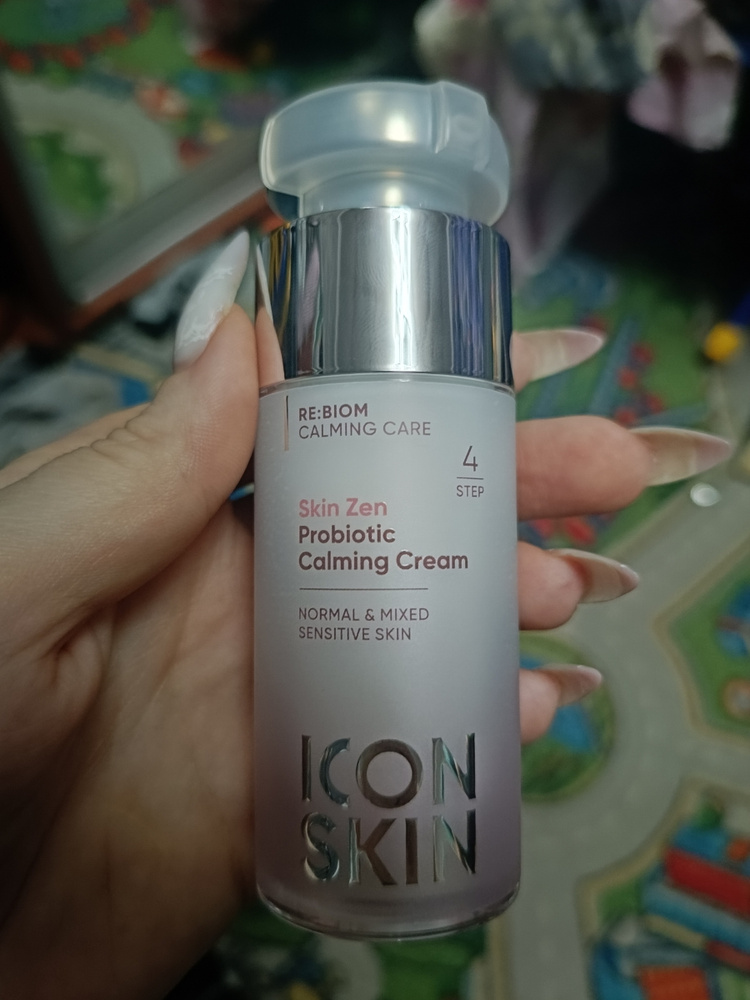 RE:BIOM
CALMING CARE
4
STEP
Skin Zen
Probiotic
Calming Cream
NORMAL & MIXED
SENSITIVE SKIN
ICON
SKIN